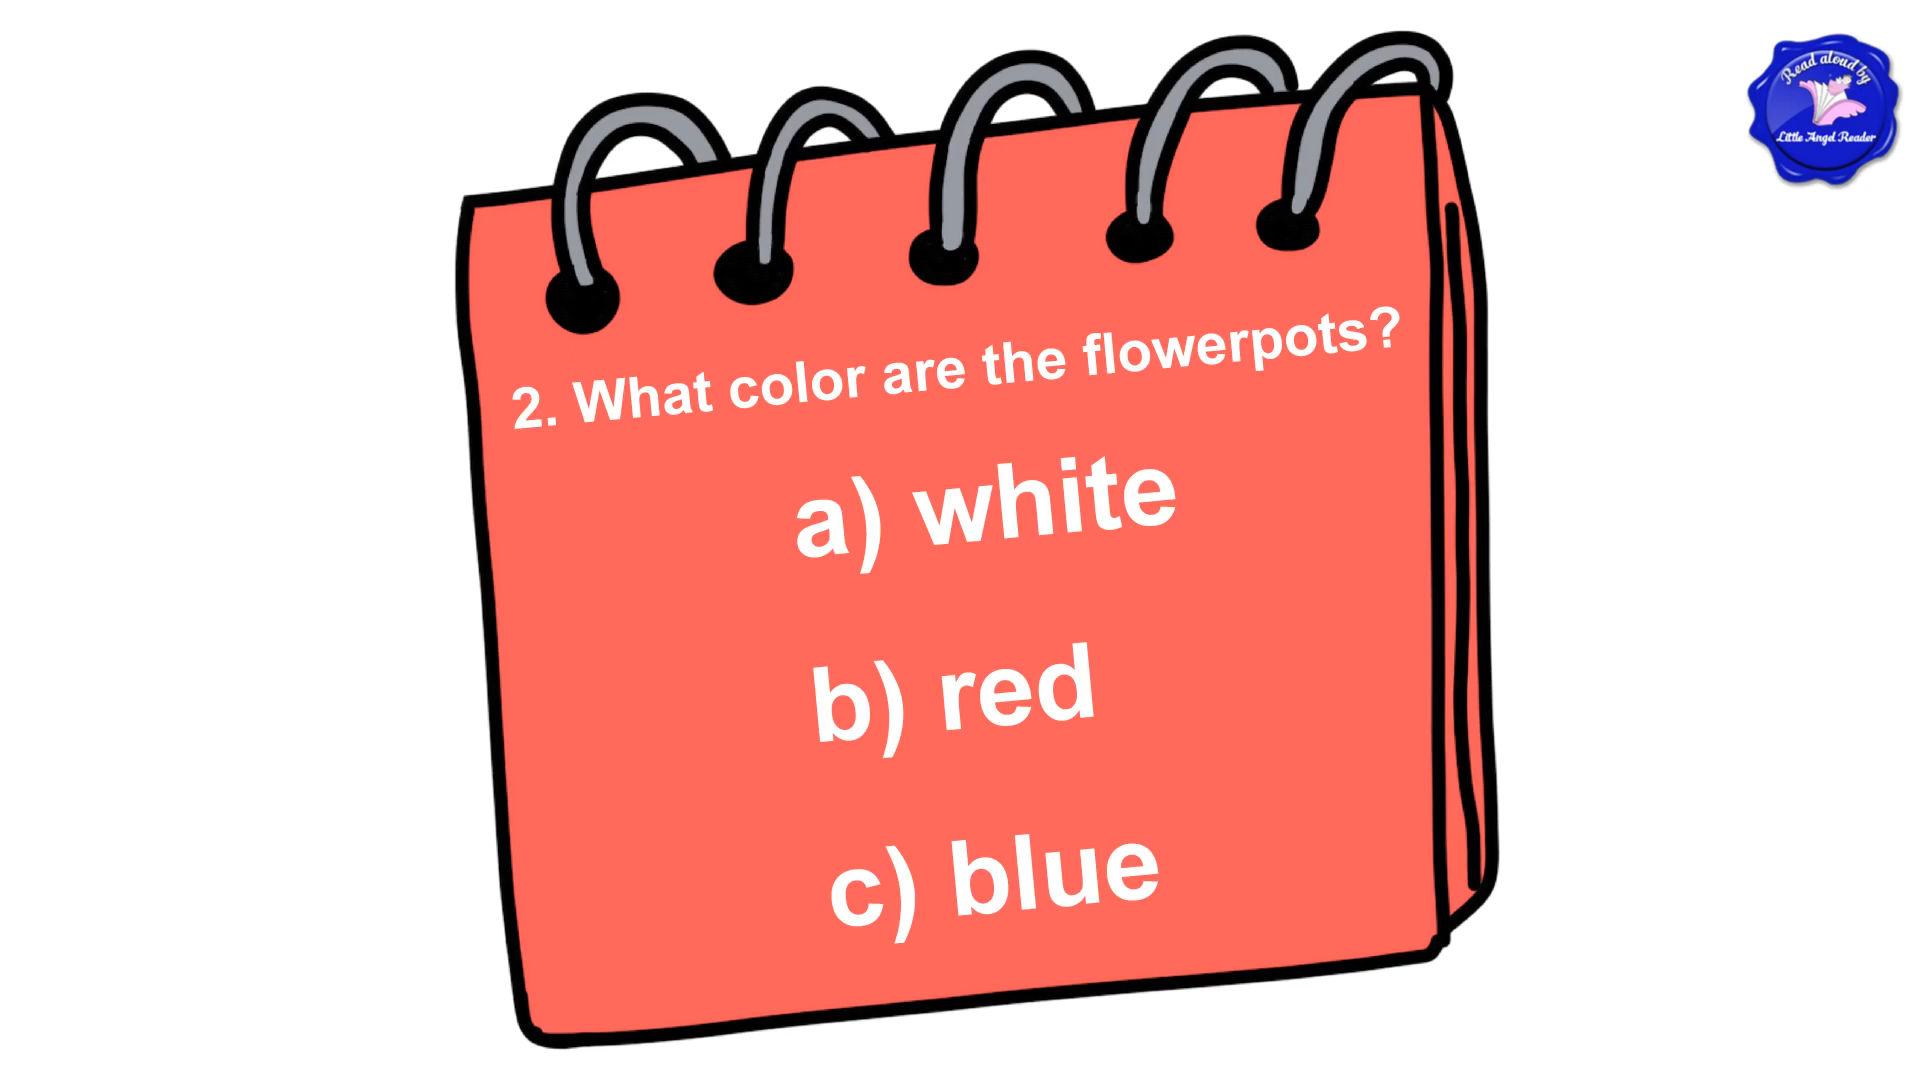 Read aloud by
Little Angel Reader
2. What color are the flowerpots?
a) white
b) red
c) blue